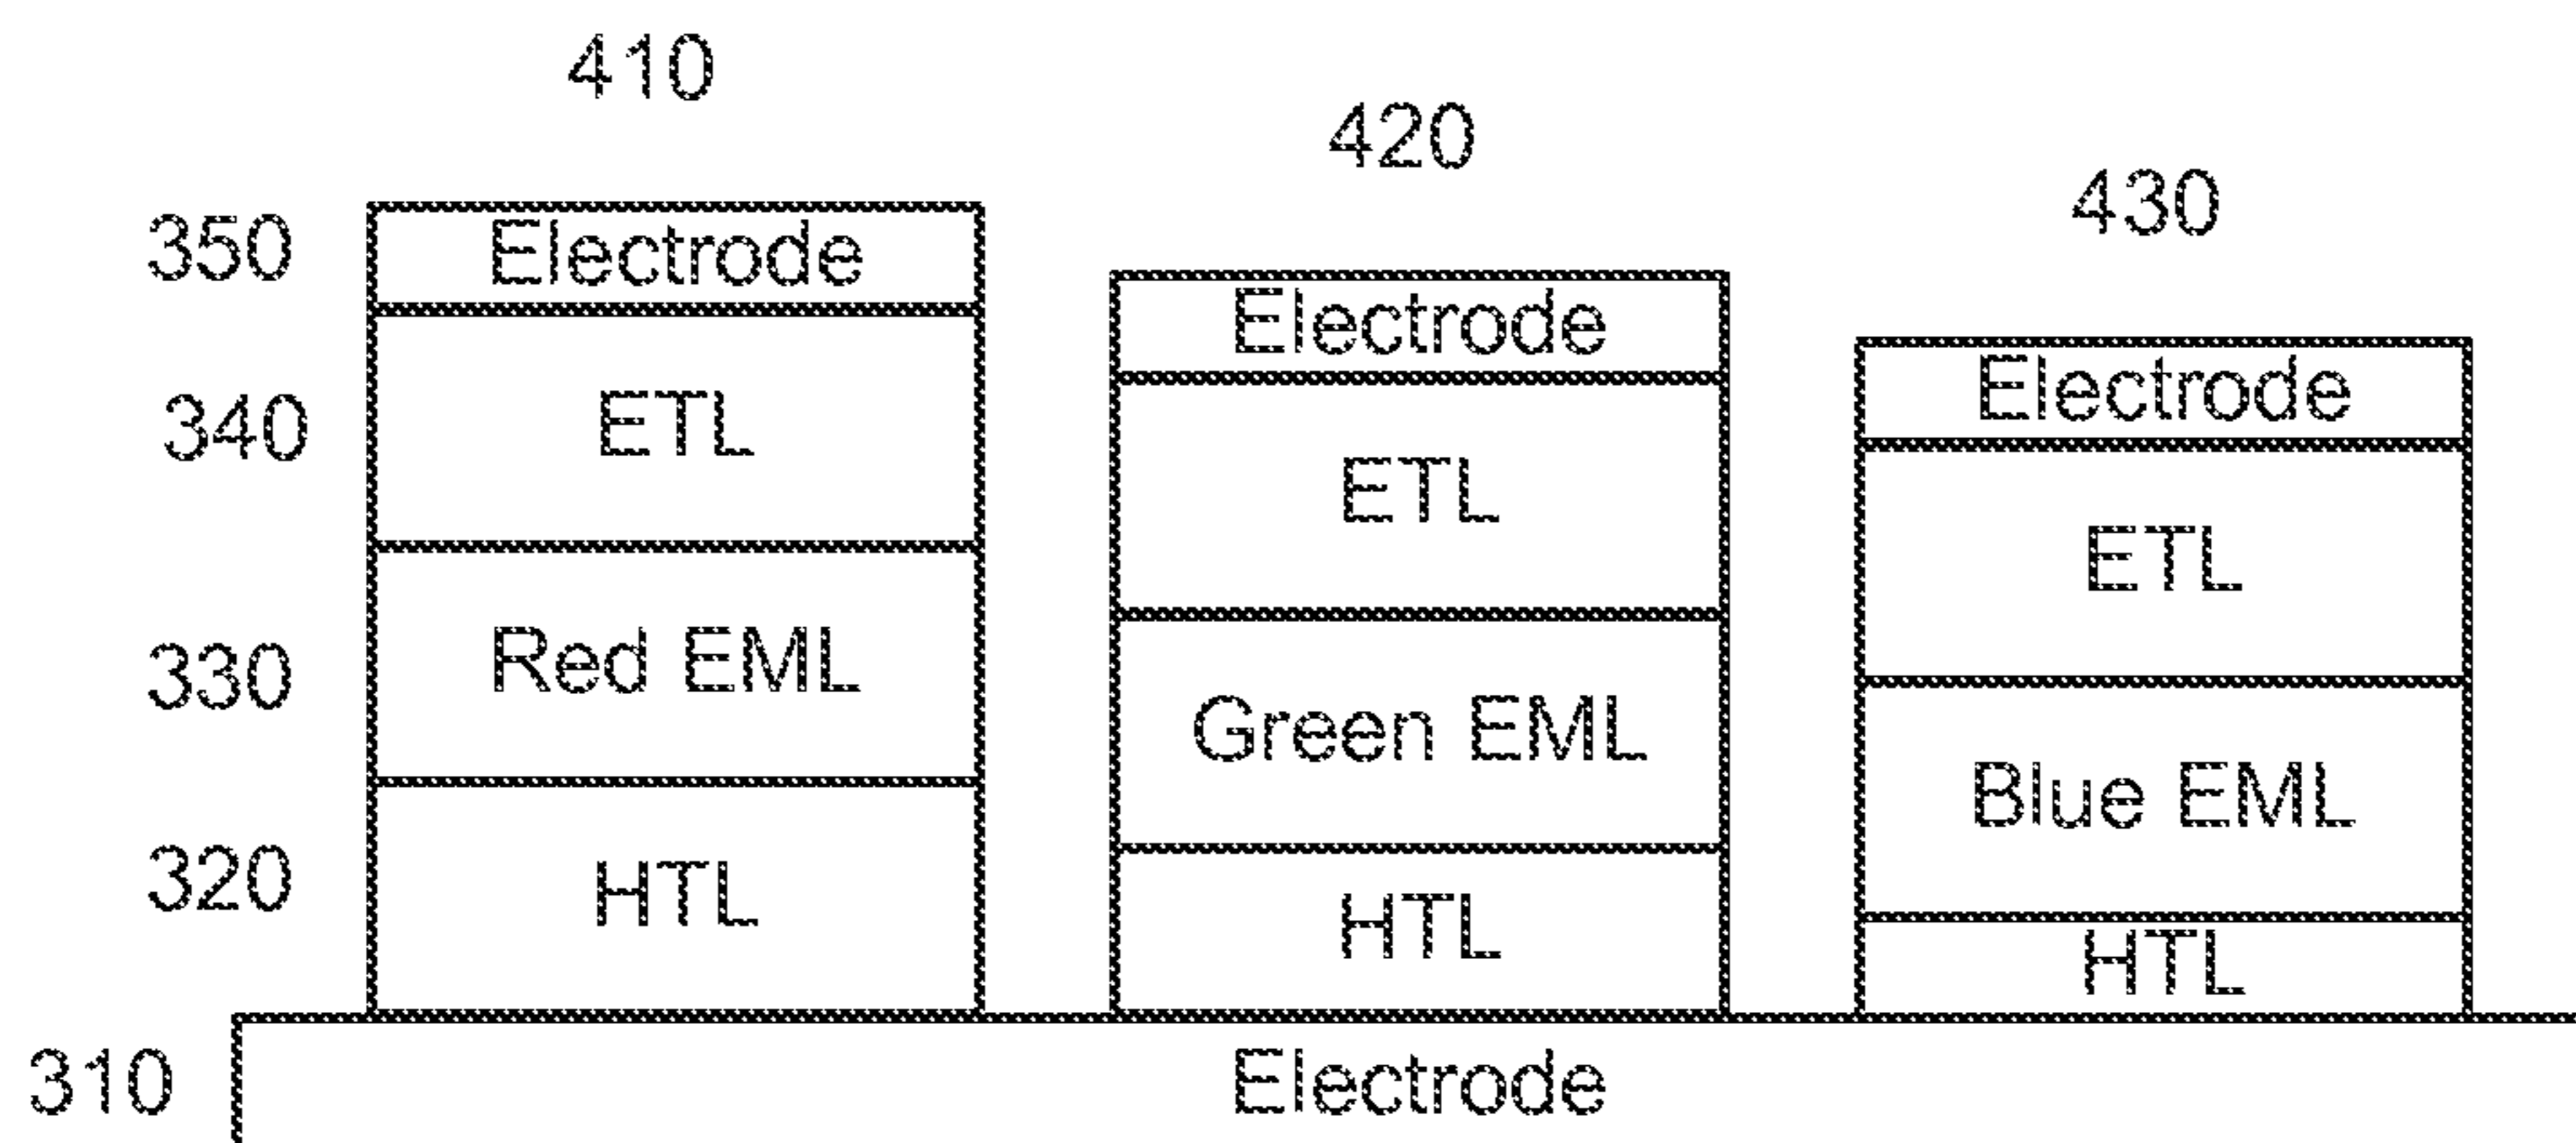 410
420
430
350
Electrode
Electrode
Electrode
340
ETL
ETL
ETL
330
Red EML
Green EML
Blue EML
320
HTL
HTL
HTL
310
Electrode